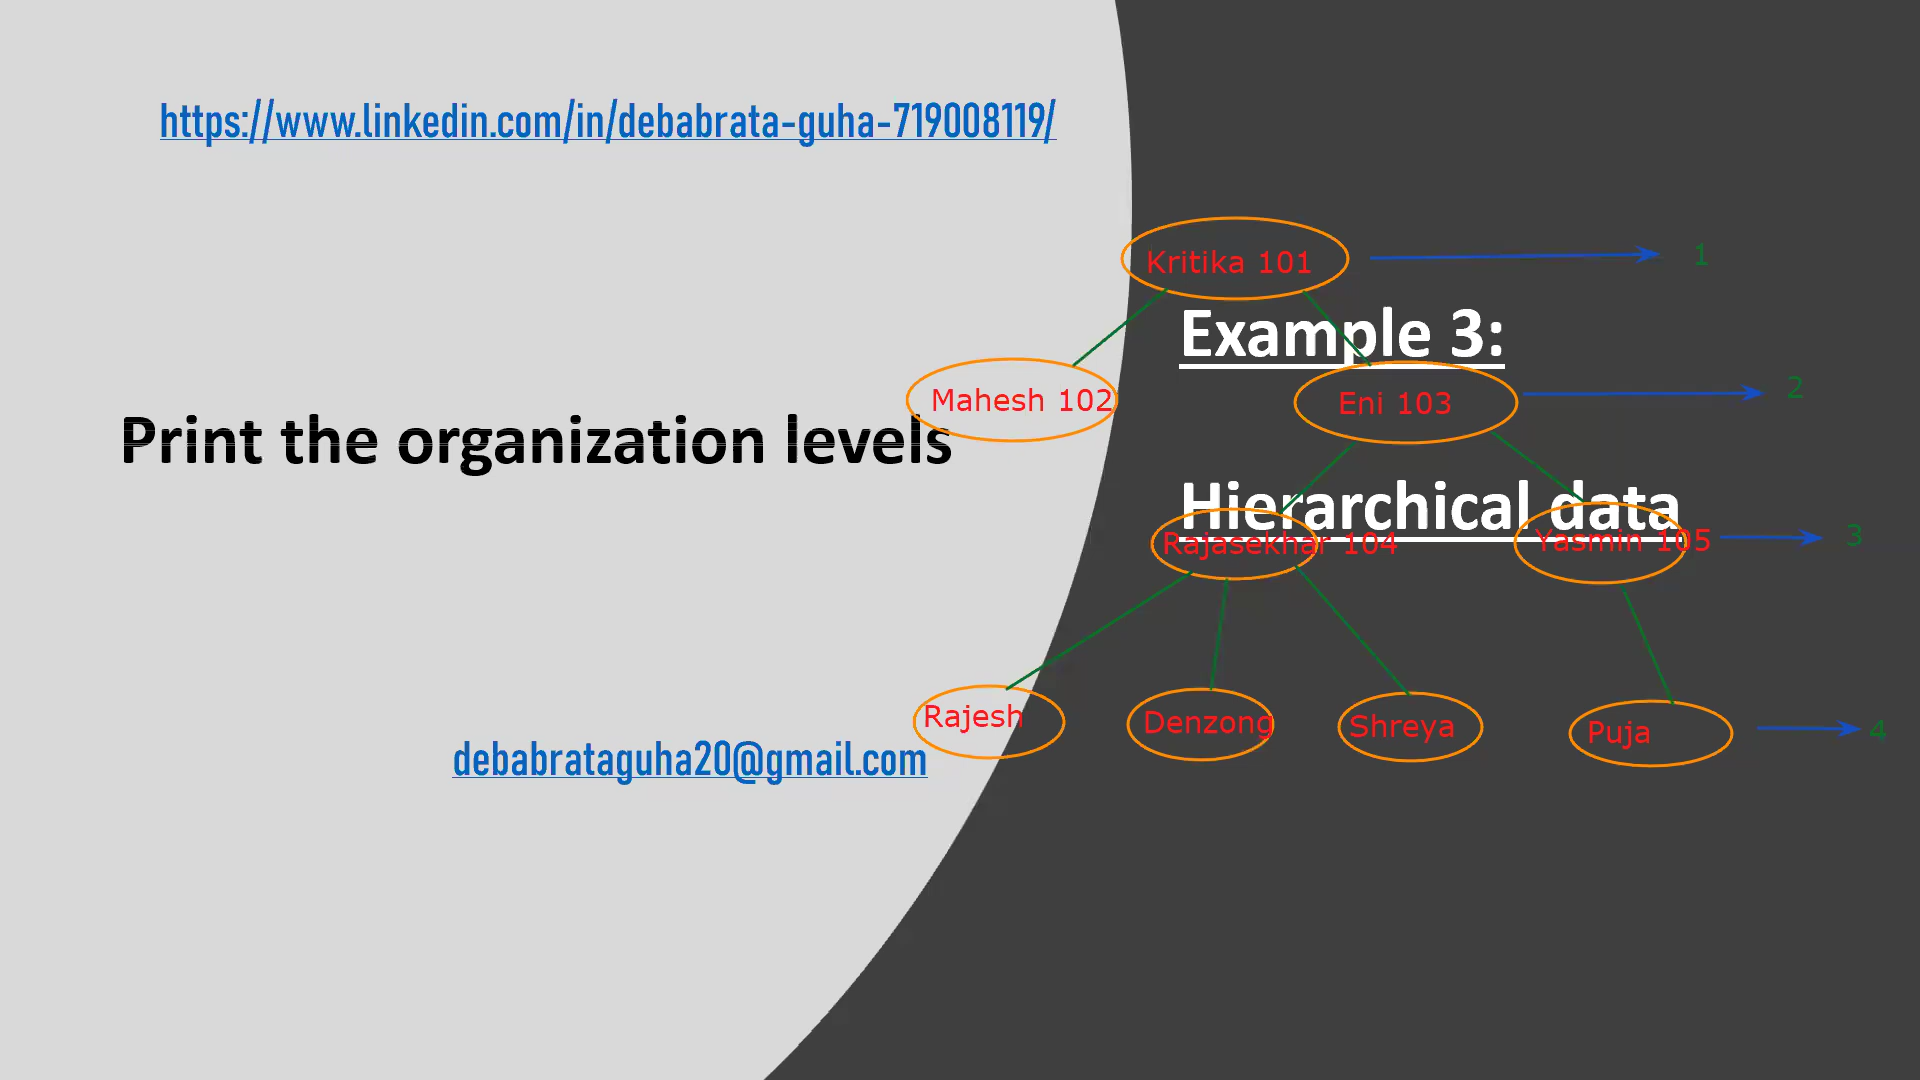 https://www.linkedin.com/in/debabrata-guha-719008119/
Kritika 101
1
Example 3:
Mahesh 102
Eni 103
2
Print the organization levels
Hierarchical data
Rajasekhar 104
Yasmin 105
3
Rajesh
Denzong
Shreya
Puja
4
debabrataguha20@gmail.com